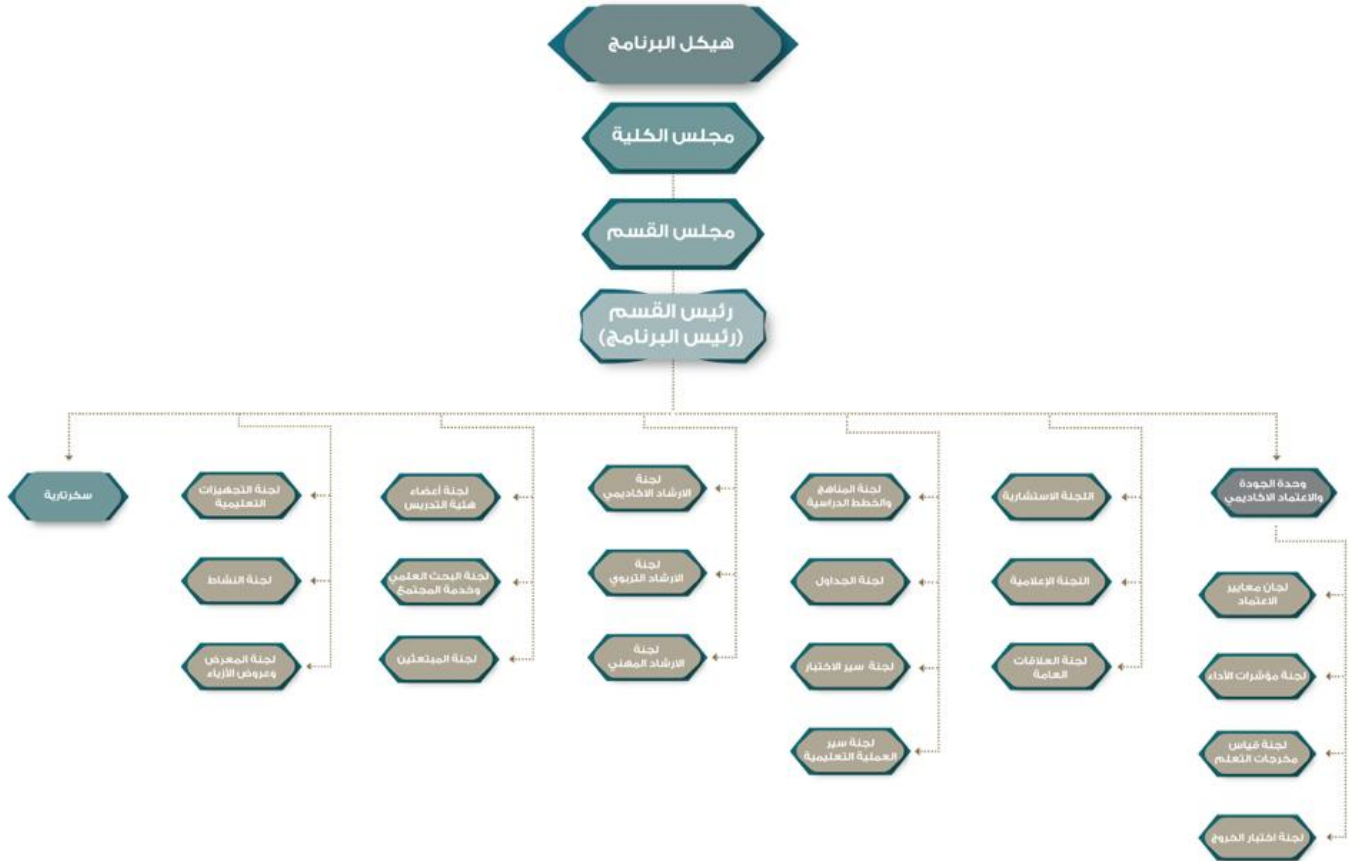 هيكل البرنامج
مجلس الكلية
مجلس القسم
رئيس القسم
(رئيس البرنامج)
وحدة الجودة
والاعتماد الاكاديمي
لجان معايير
الاعتماد
لجنة مؤشرات الأداء
لجنة قياس
مخرجات التعلم
لجنة اختبار الخروج
اللجنة الاستشارية
اللجنة الإعلامية
لجنة العلاقات
العامة
لجنة المناهج
والخطط الدراسية
لجنة الجداول
لجنة سير الاختبار
لجنة سير
العملية التعليمية
لجنة
الارشاد الاكاديمي
لجنة
الارشاد التربوي
لجنة
الارشاد المهني
لجنة أعضاء
هئية التدريس
لجنة البحث العلمي
وخدمة المجتمع
لجنة المبتعثين
لجنة التجهيزات
التعليمية
لجنة النشاط
لجنة المعرض
وعروض الأزياء
سكرتارية